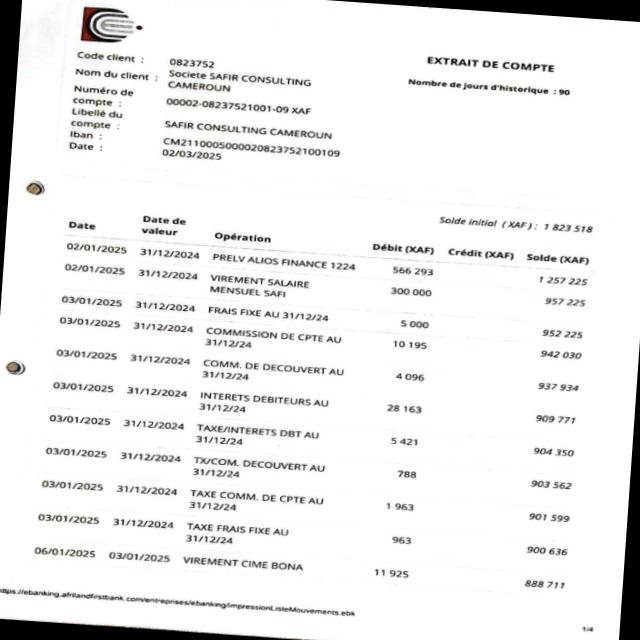 EXTRAIT DE COMPTE
Nombre de jours d'historique : 90
Code client : 0823752
Nom du client : Societe SAFIR CONSULTING
CAMEROUN
Numéro de
compte : 00002-08237521001-09 XAF
Libellé du
compte : SAFIR CONSULTING CAMEROUN
Iban : CM2110005000020823752100109
Date : 02/03/2025
Solde initial (XAF) : 1 823 518
Date Date de valeur Opération Débit (XAF) Crédit (XAF) Solde (XAF)
02/01/2025 31/12/2024 PRELV ALIOS FINANCE 1224 566 293 1 257 225
02/01/2025 31/12/2024 VIREMENT SALAIRE 300 000 957 225
MENSUEL SAFI
03/01/2025 31/12/2024 FRAIS FIXE AU 31/12/24 5 000 952 225
03/01/2025 31/12/2024 COMMISSION DE CPTE AU 10 195 942 030
31/12/24
03/01/2025 31/12/2024 COMM. DE DECOUVERT AU 4 096 937 934
31/12/24
03/01/2025 31/12/2024 INTERETS DEBITEURS AU 28 163 909 771
31/12/24
03/01/2025 31/12/2024 TAXE/INTERETS DBT AU 5 421 904 350
31/12/24
03/01/2025 31/12/2024 TX/COM. DECOUVERT AU 788 903 562
31/12/24
03/01/2025 31/12/2024 TAXE COMM. DE CPTE AU 1 963 901 599
31/12/24
03/01/2025 31/12/2024 TAXE FRAIS FIXE AU 963 900 636
31/12/24
06/01/2025 03/01/2025 VIREMENT CIME BONA 11 925 888 711
https://ebanking.afrilandfirstbank.com/entreprises/ebanking/impressionListeMouvements.ebk
1/4